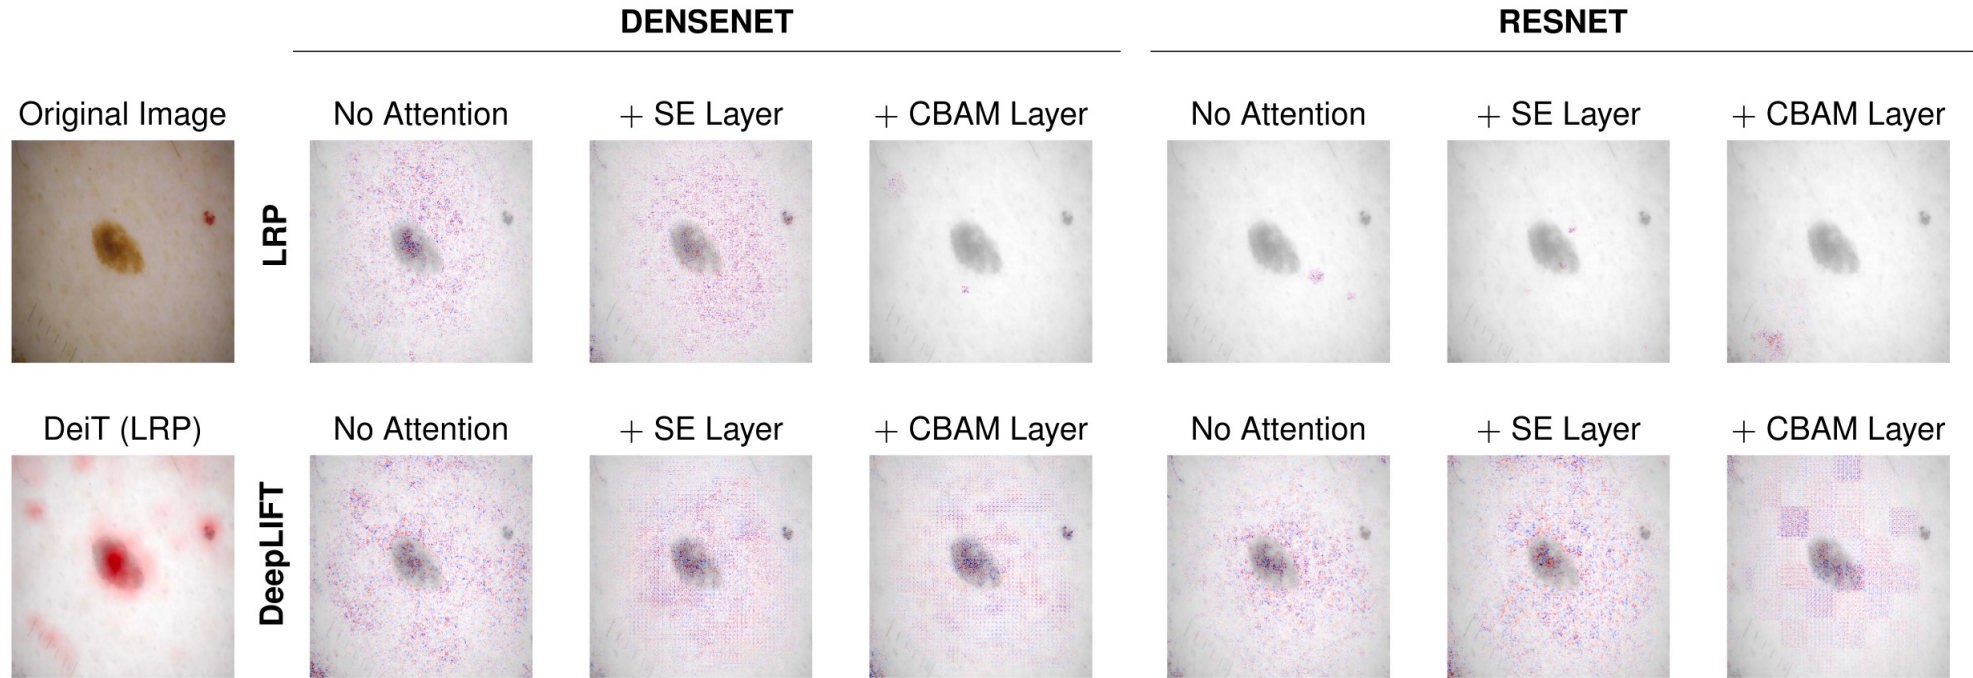 DENSENET
RESNET
Original Image
No Attention
+ SE Layer
+ CBAM Layer
No Attention
+ SE Layer
+ CBAM Layer
LRP
DeiT (LRP)
No Attention
+ SE Layer
+ CBAM Layer
No Attention
+ SE Layer
+ CBAM Layer
DeepLIFT